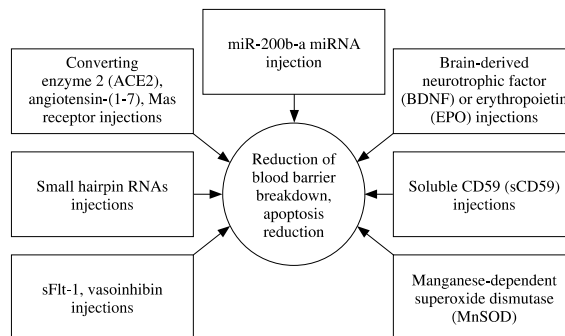 Converting
enzyme 2 (ACE2),
angiotensin-(1-7), Mas
receptor injections
miR-200b-a miRNA
injection
Brain-derived
neurotrophic factor
(BDNF) or erythropoietin
(EPO) injections
Small hairpin RNAs
injections
Reduction of
blood barrier
breakdown,
apoptosis
reduction
Soluble CD59 (sCD59)
injections
sFlt-1, vasoinhibin
injections
Manganese-dependent
superoxide dismutase
(MnSOD)